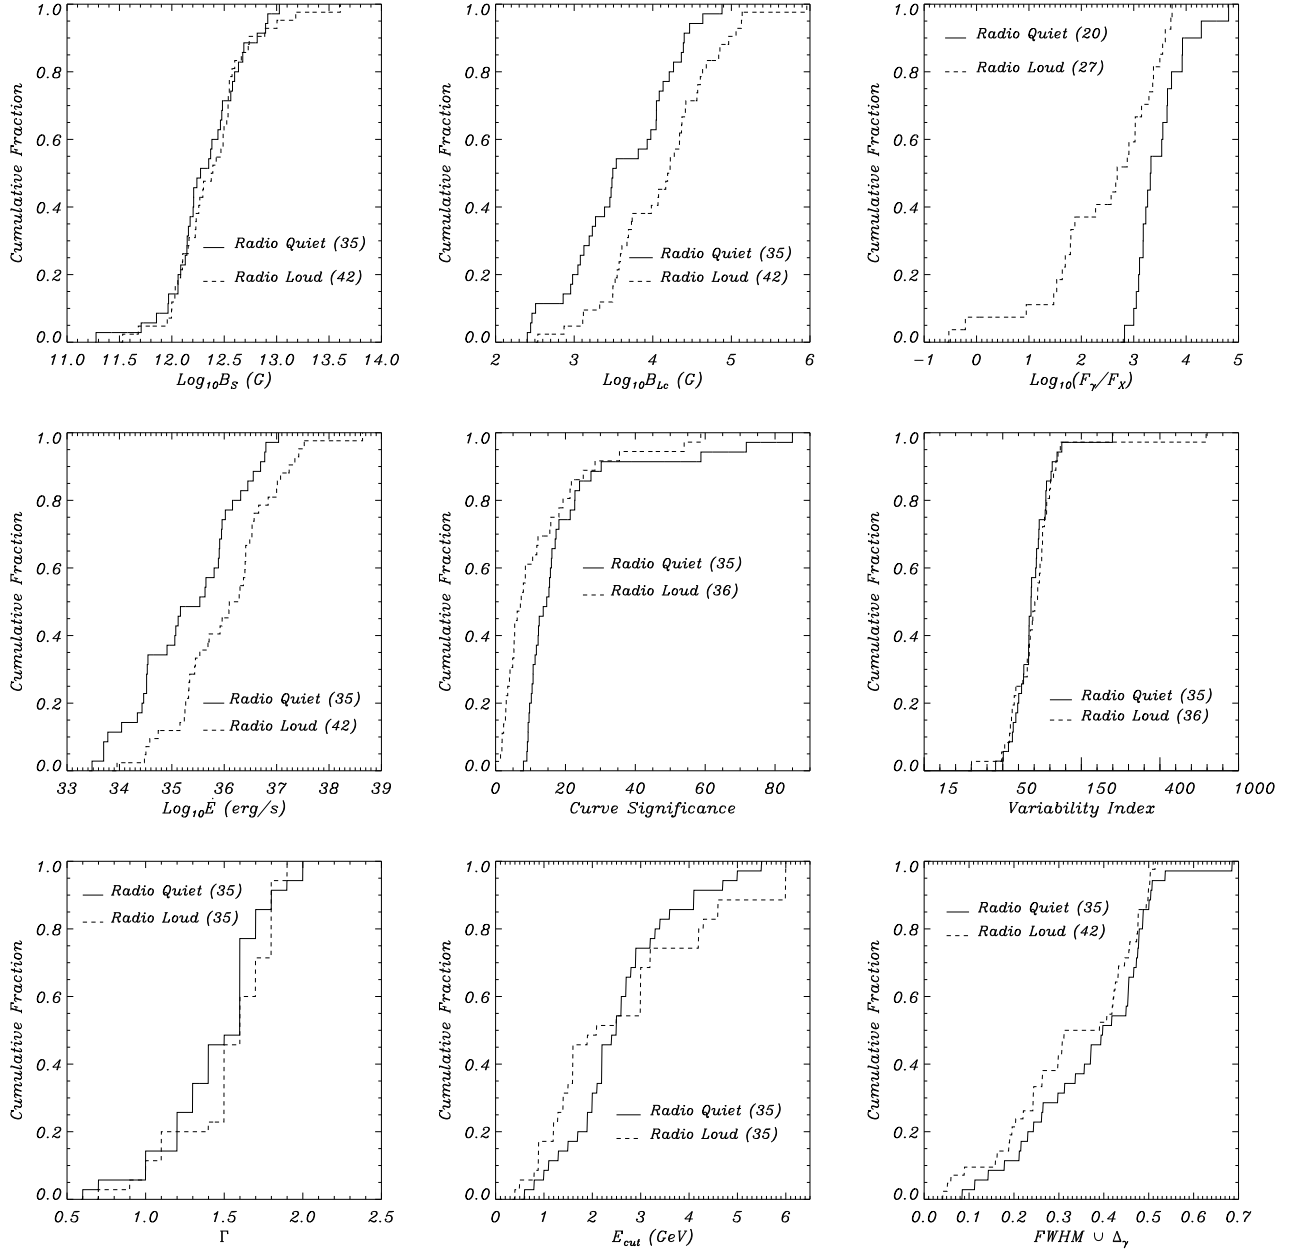 Cumulative Fraction
1.0
0.8
0.6
0.4
0.2
0.0
Radio Quiet (35)
Radio Loud (42)
11.0 11.5 12.0 12.5 13.0 13.5 14.0
Log10BS (G)
Cumulative Fraction
1.0
0.8
0.6
0.4
0.2
0.0
Radio Quiet (35)
Radio Loud (42)
2 3 4 5 6
Log10BLc (G)
Cumulative Fraction
1.0
0.8
0.6
0.4
0.2
0.0
Radio Quiet (20)
Radio Loud (27)
−1 0 1 2 3 4 5
Log10(Fγ/FX)
Cumulative Fraction
1.0
0.8
0.6
0.4
0.2
0.0
Radio Quiet (35)
Radio Loud (42)
33 34 35 36 37 38 39
Log10Ė (erg/s)
Cumulative Fraction
1.0
0.8
0.6
0.4
0.2
0.0
Radio Quiet (35)
Radio Loud (36)
0 20 40 60 80
Curve Significance
Cumulative Fraction
1.0
0.8
0.6
0.4
0.2
0.0
Radio Quiet (35)
Radio Loud (36)
15 50 150 400 1000
Variability Index
Cumulative Fraction
1.0
0.8
0.6
0.4
0.2
0.0
Radio Quiet (35)
Radio Loud (35)
0.5 1.0 1.5 2.0 2.5
Γ
Cumulative Fraction
1.0
0.8
0.6
0.4
0.2
0.0
Radio Quiet (35)
Radio Loud (35)
0 1 2 3 4 5 6
Ecut (GeV)
Cumulative Fraction
1.0
0.8
0.6
0.4
0.2
0.0
Radio Quiet (35)
Radio Loud (42)
0.0 0.1 0.2 0.3 0.4 0.5 0.6 0.7
FWHM ∪ Δγ